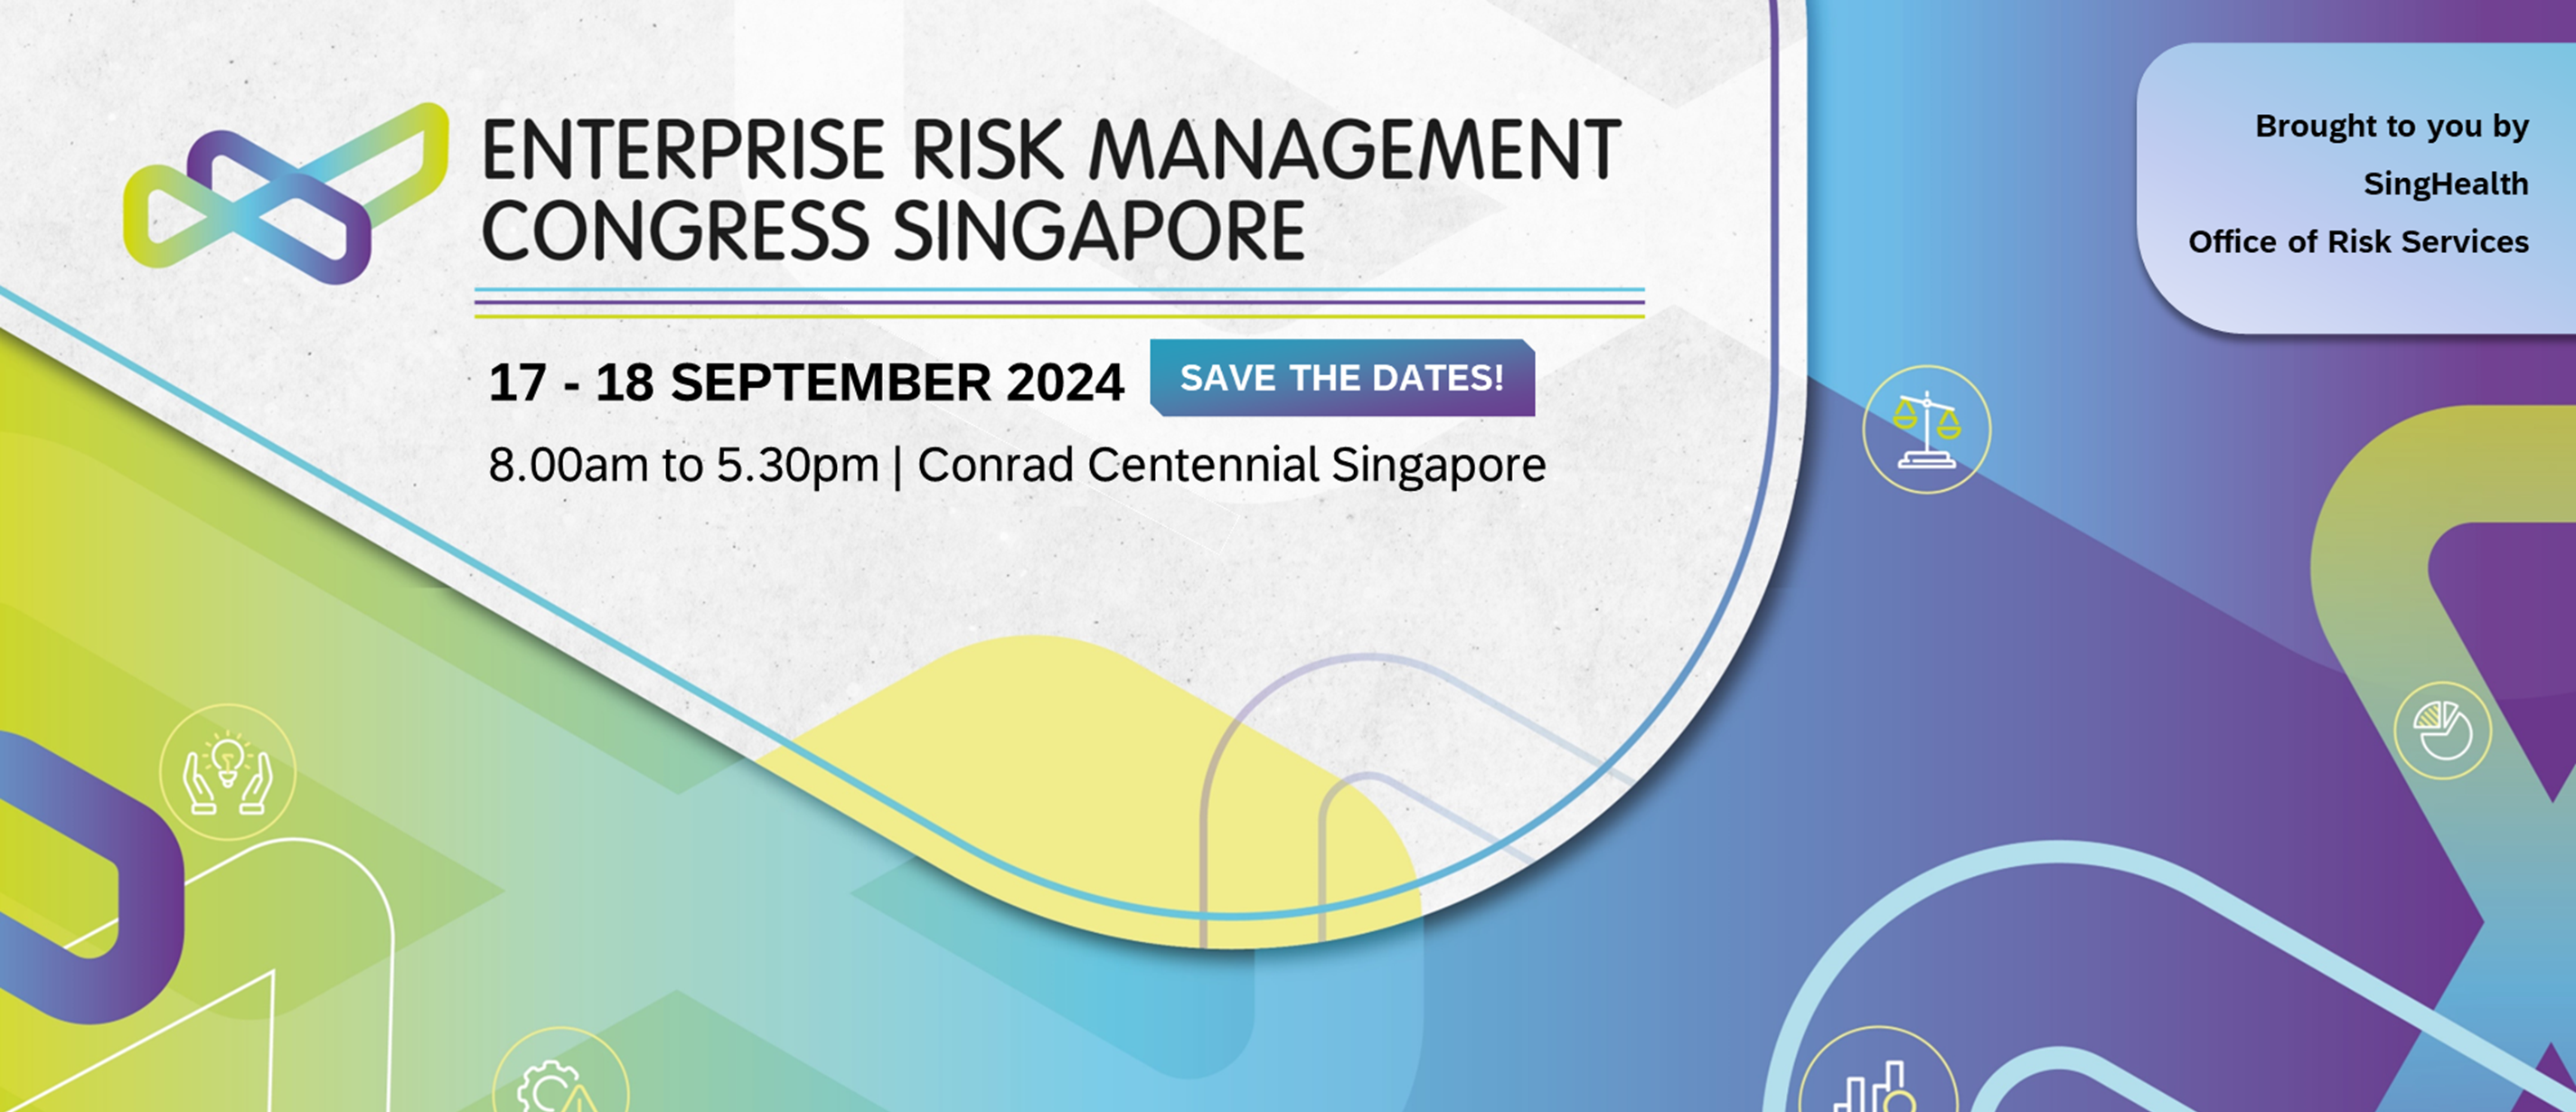 ENTERPRISE RISK MANAGEMENT
CONGRESS SINGAPORE
17 - 18 SEPTEMBER 2024
SAVE THE DATES!
8.00am to 5.30pm | Conrad Centennial Singapore
Brought to you by
SingHealth
Office of Risk Services